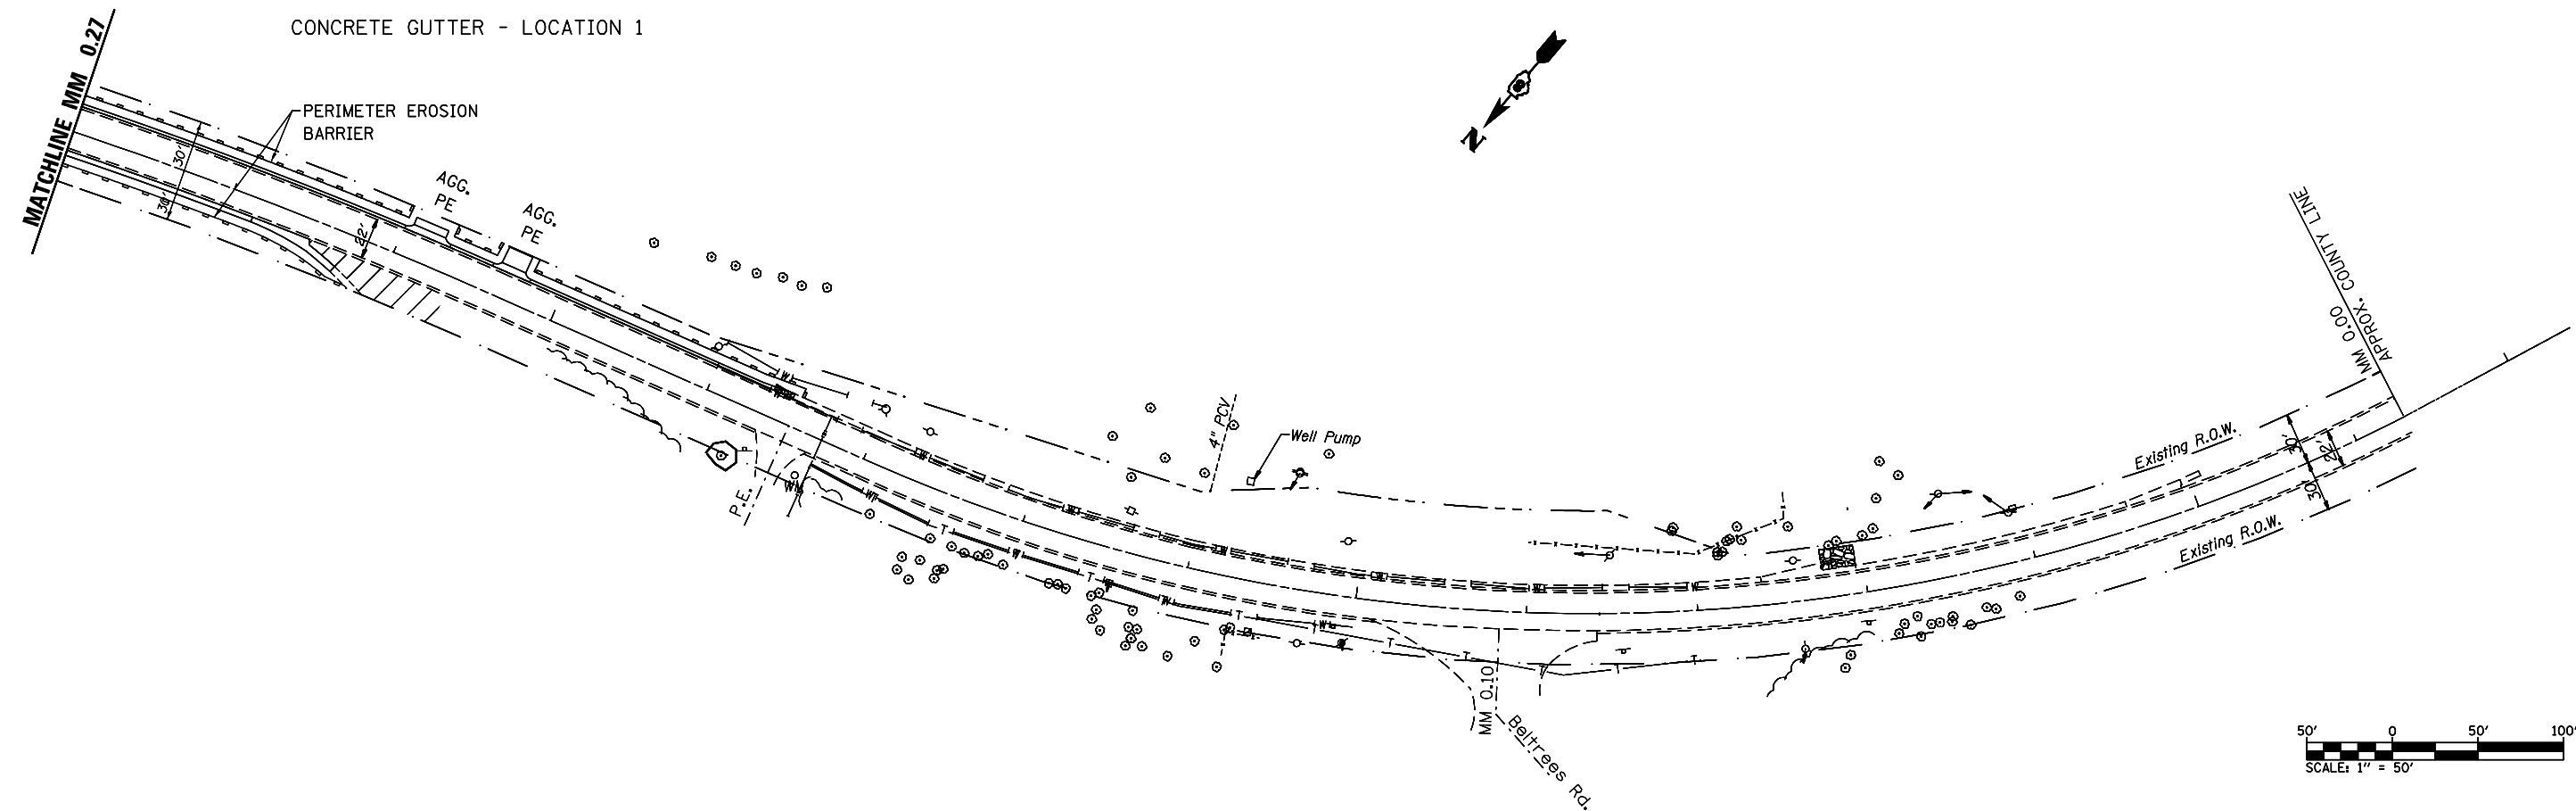 CONCRETE GUTTER - LOCATION 1
MATCHLINE MM 0.27
PERIMETER EROSION
BARRIER
30'
30'
22'
AGG.
PE
AGG.
PE
N
W
W
W
W
W
W
W
W
4" PCV
Well Pump
P.E.
WM
W
T
W
T
W
T
W
T
T
T
T
T
MM 0.10
Beltrees Rd.
Existing R.O.W.
Existing R.O.W.
30'
22'
30'
MM 0.00
APPROX. COUNTY LINE
50' 0 50' 100'
SCALE: 1" = 50'